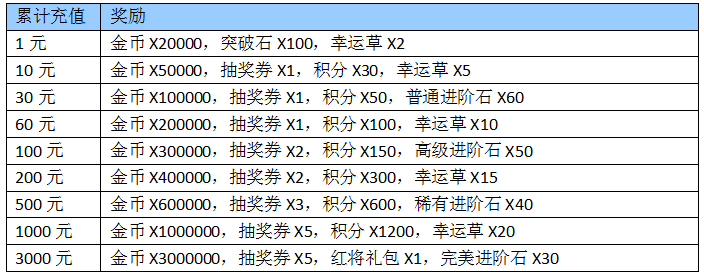 累计充值 奖励
1 元 金币 X20000，突破石 X100，幸运草 X2
10 元 金币 X50000，抽奖券 X1，积分 X30，幸运草 X5
30 元 金币 X100000，抽奖券 X1，积分 X50，普通进阶石 X60
60 元 金币 X200000，抽奖券 X1，积分 X100，幸运草 X10
100 元 金币 X300000，抽奖券 X2，积分 X150，高级进阶石 X50
200 元 金币 X400000，抽奖券 X2，积分 X300，幸运草 X15
500 元 金币 X600000，抽奖券 X3，积分 X600，稀有进阶石 X40
1000 元 金币 X1000000，抽奖券 X5，积分 X1200，幸运草 X20
3000 元 金币 X3000000，抽奖券 X5，红将礼包 X1，完美进阶石 X30